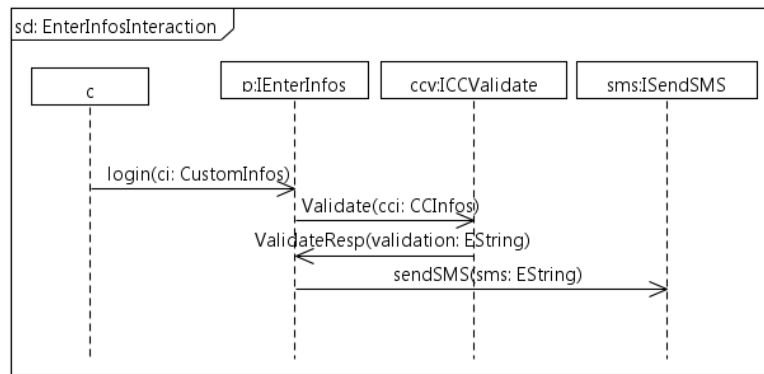 sd: EnterInfosInteraction
c
p:IEnterInfos
ccv:ICCValidate
sms:ISendSMS
login(ci: CustomInfos)
Validate(cci: CCInfos)
ValidateResp(validation: EString)
sendSMS(sms: EString)